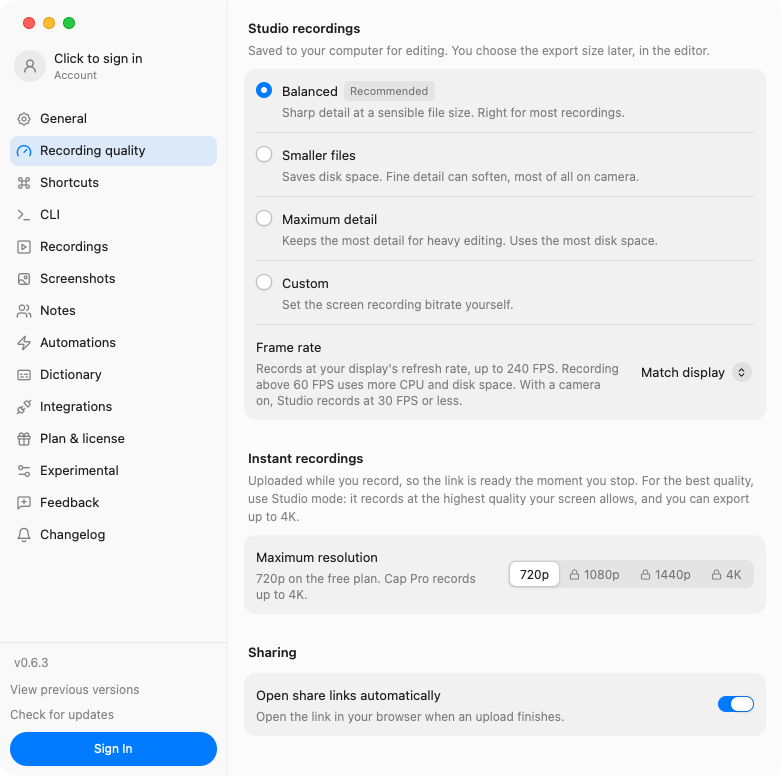 Click to sign in
Account
General
Recording quality
Shortcuts
CLI
Recordings
Screenshots
Notes
Automations
Dictionary
Integrations
Plan & license
Experimental
Feedback
Changelog
v0.6.3
View previous versions
Check for updates
Sign In
Studio recordings
Saved to your computer for editing. You choose the export size later, in the editor.
Balanced Recommended
Sharp detail at a sensible file size. Right for most recordings.
Smaller files
Saves disk space. Fine detail can soften, most of all on camera.
Maximum detail
Keeps the most detail for heavy editing. Uses the most disk space.
Custom
Set the screen recording bitrate yourself.
Frame rate
Records at your display's refresh rate, up to 240 FPS. Recording
above 60 FPS uses more CPU and disk space. With a camera
on, Studio records at 30 FPS or less.
Match display
Instant recordings
Uploaded while you record, so the link is ready the moment you stop. For the best quality,
use Studio mode: it records at the highest quality your screen allows, and you can export
up to 4K.
Maximum resolution
720p on the free plan. Cap Pro records
up to 4K.
720p 1080p 1440p 4K
Sharing
Open share links automatically
Open the link in your browser when an upload finishes.